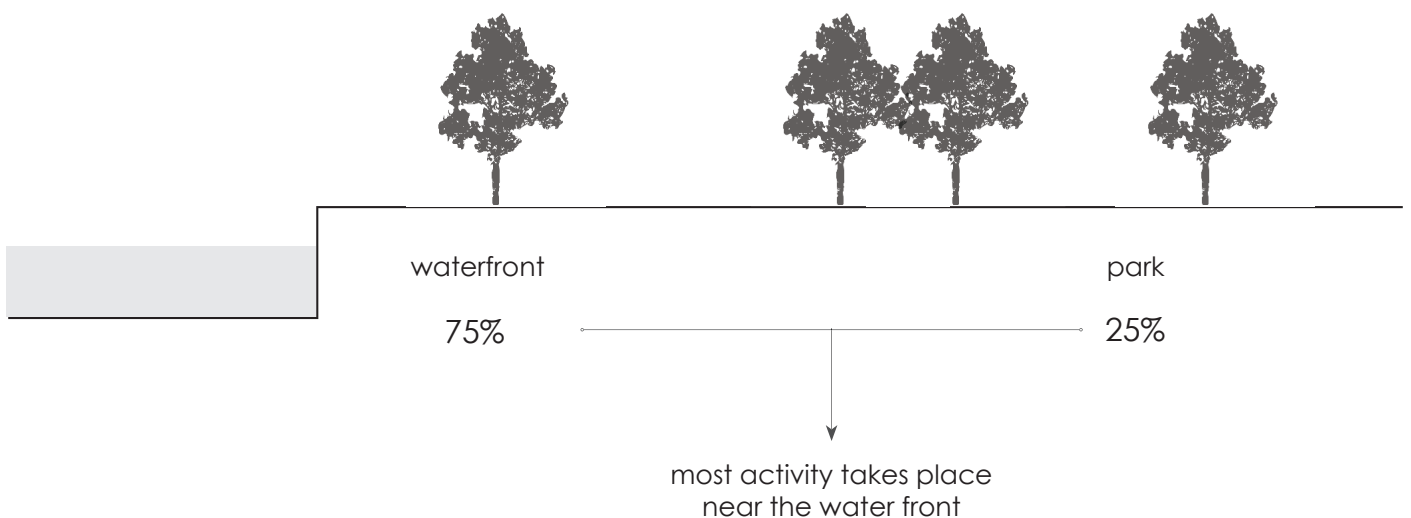 waterfront
park
75%
25%
most activity takes place
near the water front